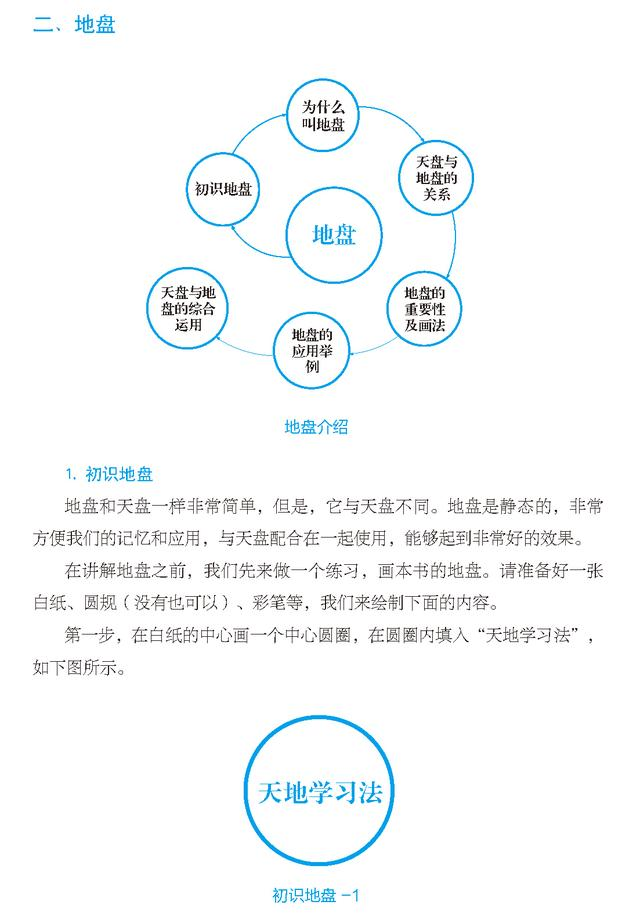 二、地盘
为什么
叫地盘
天盘与
地盘的
关系
初识地盘
地盘
天盘与地
盘的综合
运用
地盘的
重要性
及画法
地盘的
应用举
例
地盘介绍
1. 初识地盘
地盘和天盘一样非常简单，但是，它与天盘不同。地盘是静态的，非常
方便我们的记忆和应用，与天盘配合在一起使用，能够起到非常好的效果。
在讲解地盘之前，我们先来做一个练习，画本书的地盘。请准备好一张
白纸、圆规（没有也可以）、彩笔等，我们来绘制下面的内容。
第一步，在白纸的中心画一个中心圆圈，在圆圈内填入“天地学习法”，
如下图所示。
天地学习法
初识地盘 –1